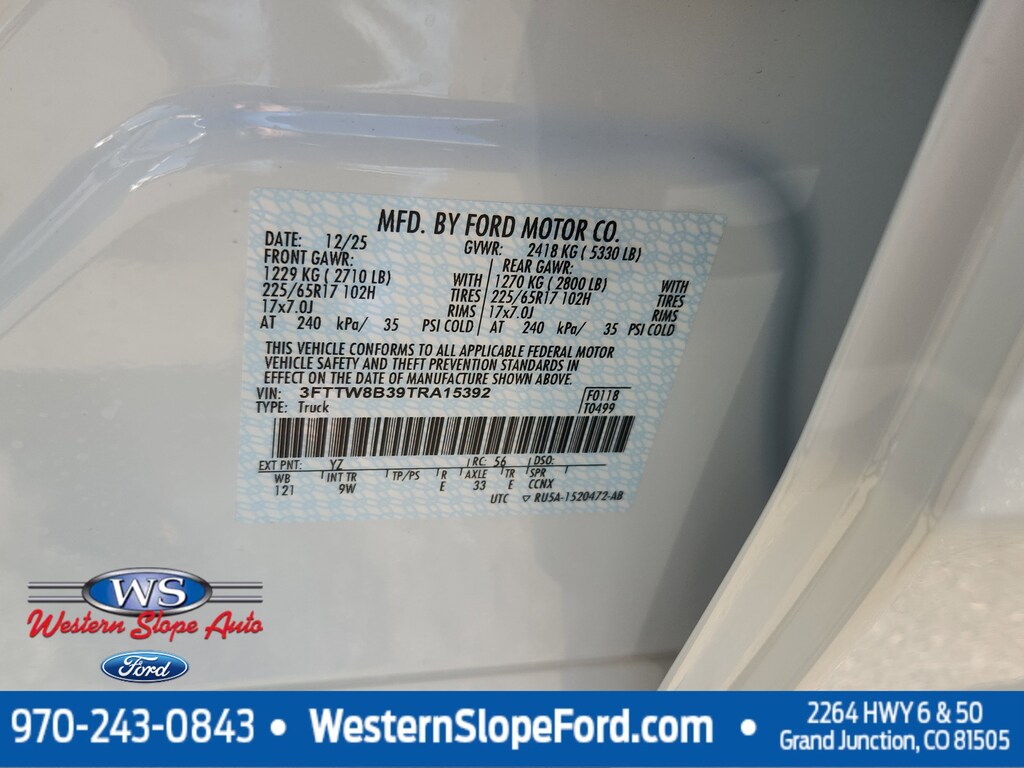 MFD. BY FORD MOTOR CO.
DATE: 12/25 GVWR: 2418 KG ( 5330 LB)
FRONT GAWR: REAR GAWR:
1229 KG ( 2710 LB) WITH 1270 KG ( 2800 LB) WITH
225/65R17 102H TIRES 225/65R17 102H TIRES
17x7.0J RIMS 17x7.0J RIMS
AT 240 kPa/ 35 PSI COLD AT 240 kPa/ 35 PSI COLD
THIS VEHICLE CONFORMS TO ALL APPLICABLE FEDERAL MOTOR
VEHICLE SAFETY AND THEFT PREVENTION STANDARDS IN
EFFECT ON THE DATE OF MANUFACTURE SHOWN ABOVE.
VIN: 3FTTW8B39TRA15392 F0118
TYPE: Truck T0499
EXT PNT: YZ RC: 56 DSO:
WB INT TR TP/PS R AXLE TR SPR
121 9W E 33 E CCNX
UTC ▽ RU5A-1520472-AB
WS
Western Slope Auto
Ford
970-243-0843 • WesternSlopeFord.com • 2264 HWY 6 & 50
Grand Junction, CO 81505